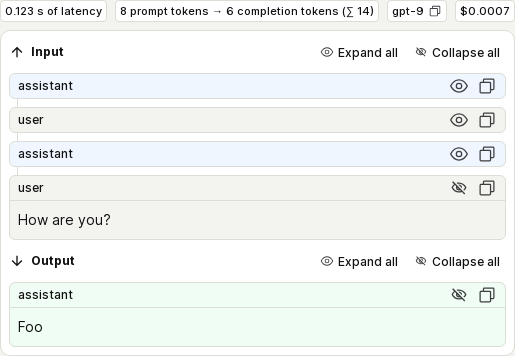 0.123 s of latency
8 prompt tokens → 6 completion tokens (∑ 14)
gpt-9
$0.0007
Input
Expand all
Collapse all
assistant
user
assistant
user
How are you?
Output
Expand all
Collapse all
assistant
Foo